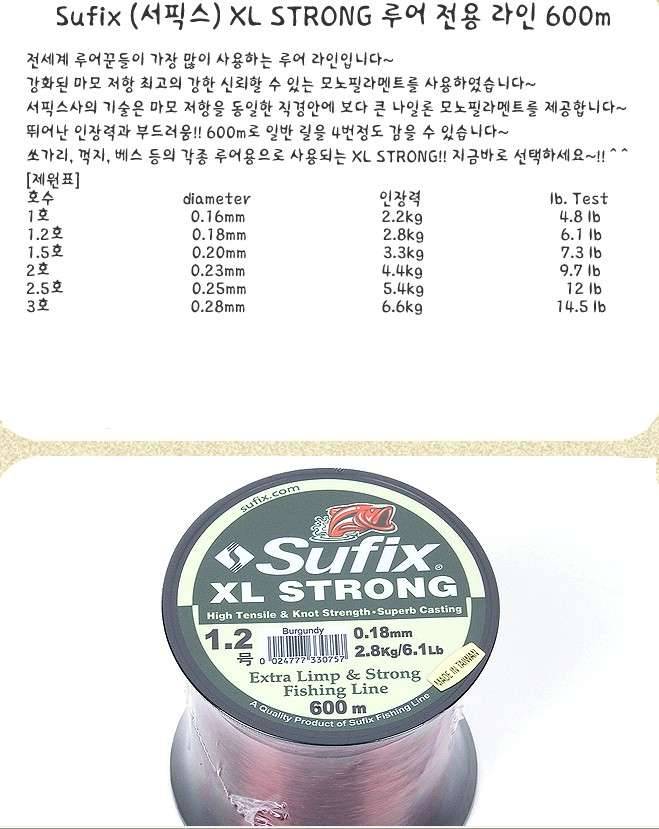 Sufix (서픽스) XL STRONG 루어 전용 라인 600m
전세계 루어꾼들이 가장 많이 사용하는 루어 라인입니다~
강화된 마모 저항 최고의 강한 신뢰할 수 있는 모노필라멘트를 사용하였습니다~
서픽스사의 기술은 마모 저항을 동일한 직경안에 보다 큰 나일론 모노필라멘트를 제공합니다~
뛰어난 인장력과 부드러움!! 600m로 일반 릴을 4번정도 감을 수 있습니다~
쏘가리, 꺽지, 베스 등의 각종 루어용으로 사용되는 XL STRONG!! 지금바로 선택하세요~!! ^^
[제원표]
호수 diameter 인장력 lb. Test
1호 0.16mm 2.2kg 4.8 lb
1.2호 0.18mm 2.8kg 6.1 lb
1.5호 0.20mm 3.3kg 7.3 lb
2호 0.23mm 4.4kg 9.7 lb
2.5호 0.25mm 5.4kg 12 lb
3호 0.28mm 6.6kg 14.5 lb
sufix.com
Sufix®
XL STRONG
High Tensile & Knot Strength·Superb Casting
1.2号 Burgundy 0.18mm
0 024777 330757 2.8Kg/6.1Lb
MADE IN TAIWAN
Extra Limp & Strong
Fishing Line
600 m
A Quality Product of Sufix Fishing Line